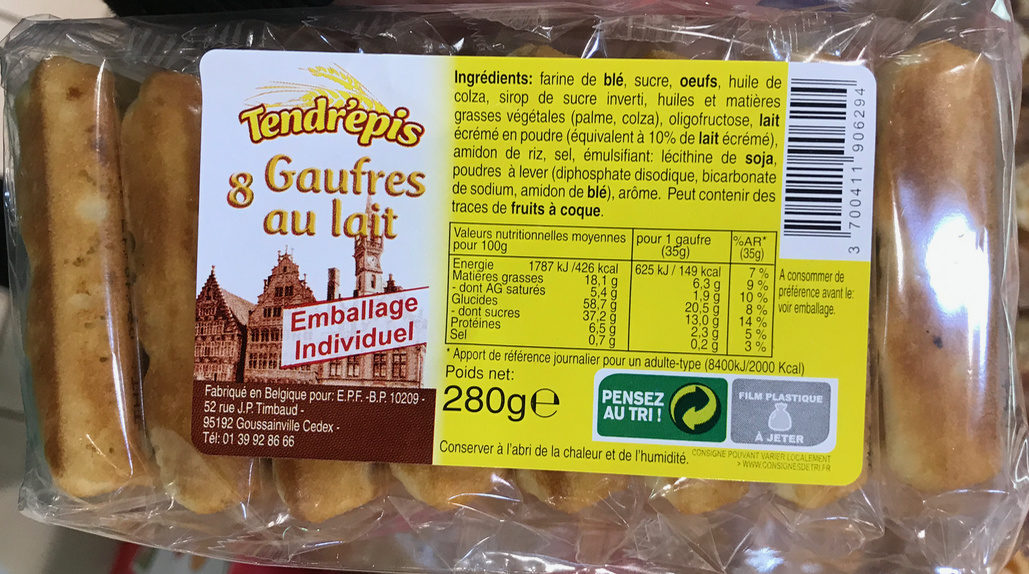 Tendr'épis
8 Gaufres
au lait
Emballage
Individuel
Fabriqué en Belgique pour: E.P.F. -B.P. 10209 -
52 rue J.P. Timbaud -
95192 Goussainville Cedex -
Tél: 01 39 92 86 66
Ingrédients: farine de blé, sucre, oeufs, huile de
colza, sirop de sucre inverti, huiles et matières
grasses végétales (palme, colza), oligofructose, lait
écrémé en poudre (équivalent à 10% de lait écrémé),
amidon de riz, sel, émulsifiant: lécithine de soja,
poudres à lever (diphosphate disodique, bicarbonate
de sodium, amidon de blé), arôme. Peut contenir des
traces de fruits à coque.
Valeurs nutritionnelles moyennes pour 1 gaufre %AR*
pour 100g (35g) (35g)
Energie 1787 kJ /426 kcal 625 kJ / 149 kcal 7 %
Matières grasses 18,1 g 6,3 g 9 %
- dont AG saturés 5,4 g 1,9 g 10 %
Glucides 58,7 g 20,5 g 8 %
- dont sucres 37,2 g 13,0 g 14 %
Protéines 6,5 g 2,3 g 5 %
Sel 0,7 g 0,2 g 3 %
* Apport de référence journalier pour un adulte-type (8400kJ/2000 Kcal)
A consommer de
préférence avant le:
voir emballage.
3 700411 906294
Poids net:
280g e
PENSEZ
AU TRI !
FILM PLASTIQUE
À JETER
CONSIGNE POUVANT VARIER LOCALEMENT
> WWW.CONSIGNESDETRI.FR
Conserver à l'abri de la chaleur et de l'humidité.